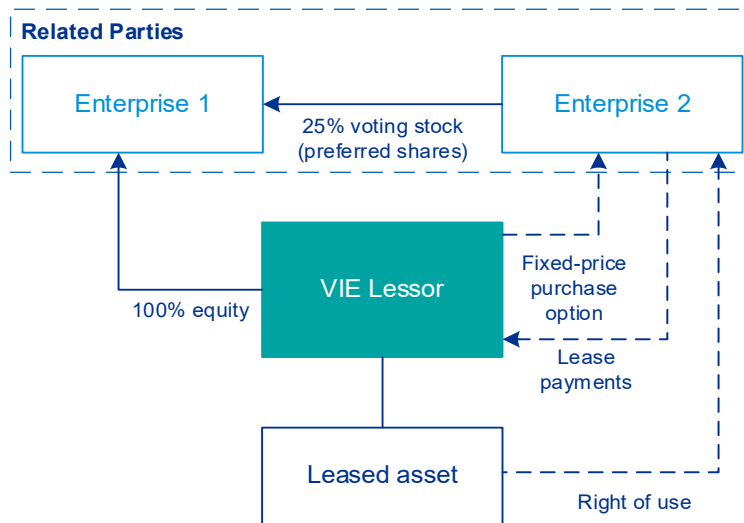 Related Parties
Enterprise 1
Enterprise 2
25% voting stock
(preferred shares)
VIE Lessor
Fixed-price
purchase
option
100% equity
Lease
payments
Leased asset
Right of use